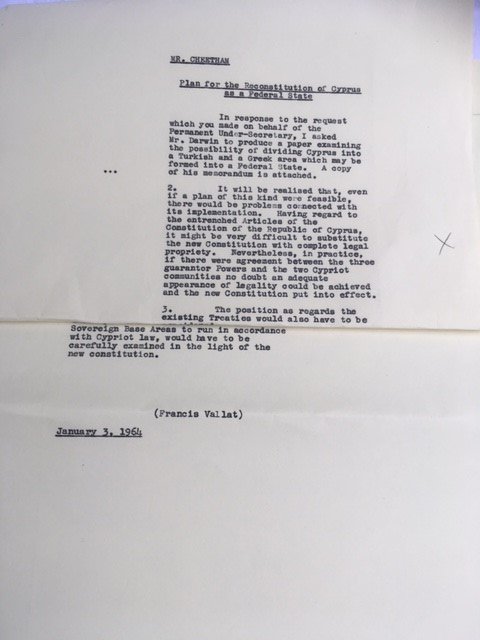 MR. CHEETHAM
Plan for the Reconstitution of Cyprus
as a Federal State
In response to the request
which you made on behalf of the
Permanent Under-Secretary, I asked
Mr. Darwin to produce a paper examining
the possibility of dividing Cyprus into
a Turkish and a Greek area which may be
formed into a Federal State. A copy
of his memorandum is attached.
...
2. It will be realised that, even
if a plan of this kind were feasible,
there would be problems connected with
its implementation. Having regard to
the entrenched Articles of the
Constitution of the Republic of Cyprus,
it might be very difficult to substitute
the new Constitution with complete legal
propriety. Nevertheless, in practice,
if there were agreement between the three
guarantor Powers and the two Cypriot
communities no doubt an adequate
appearance of legality could be achieved
and the new Constitution put into effect.
3. The position as regards the
existing Treaties would also have to be
Sovereign Base Areas to run in accordance
with Cypriot law, would have to be
carefully examined in the light of the
new constitution.
(Francis Vallat)
January 3, 1964